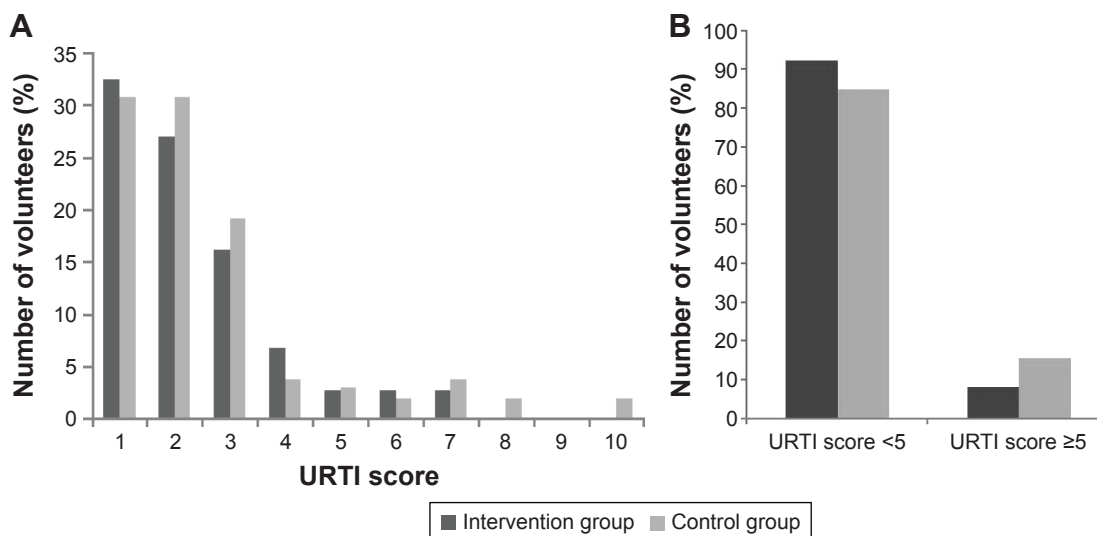 A
Number of volunteers (%)
35
30
25
20
15
10
5
0
1 2 3 4 5 6 7 8 9 10
URTI score
B
Number of volunteers (%)
100
90
80
70
60
50
40
30
20
10
0
URTI score <5 URTI score ≥5
Intervention group Control group